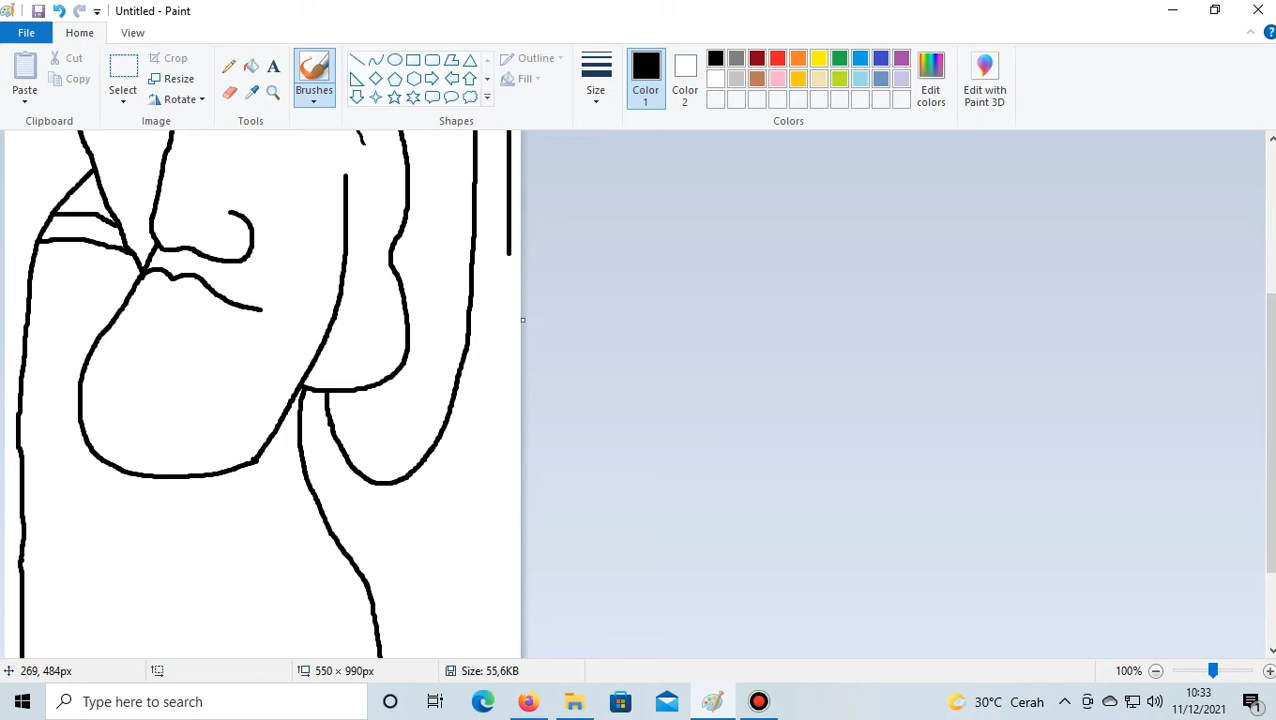 Untitled - Paint
File
Home
View
Paste
Cut
Copy
Clipboard
Select
Crop
Resize
Rotate
Image
A
Tools
Brushes
Outline
Fill
Shapes
Size
Color
1
Color
2
Edit
colors
Colors
Edit with
Paint 3D
269, 484px
550 × 990px
Size: 55,6KB
100%
Type here to search
30°C Cerah
10:33
11/12/2021
1